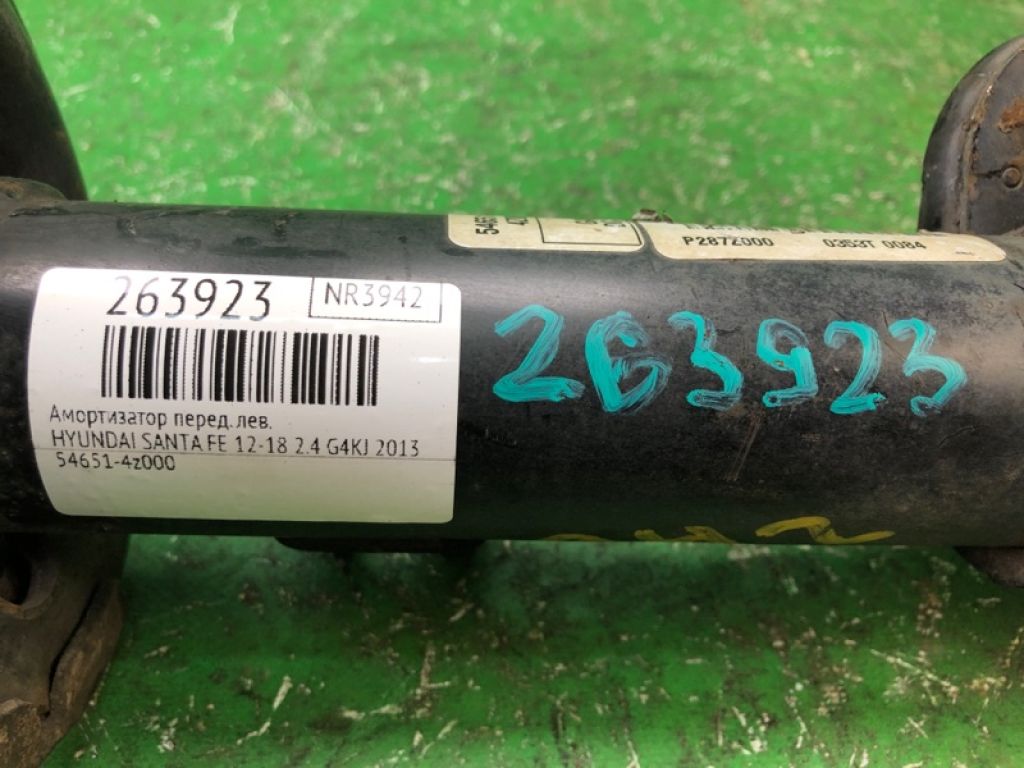 263923
NR3942
Амортизатор перед.лев.
HYUNDAI SANTA FE 12-18 2.4 G4KJ 2013
54651-4z000
P287Z000 0353T 0084
263923